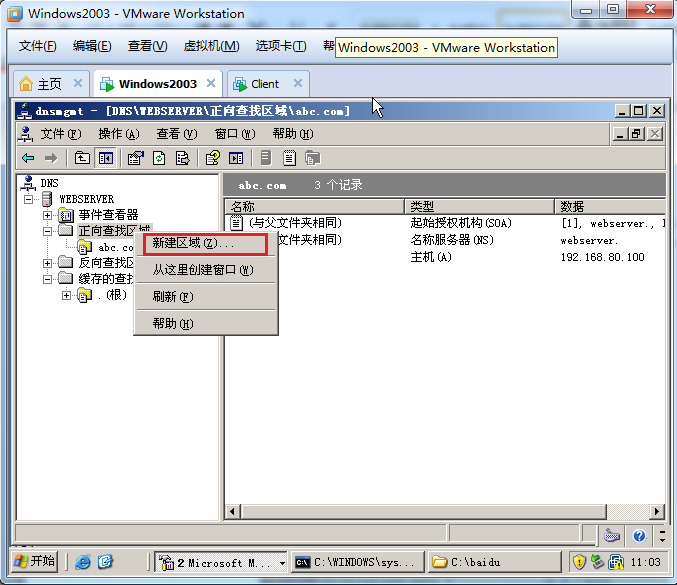 Windows2003 - VMware Workstation
文件(F) 编辑(E) 查看(V) 虚拟机(M) 选项卡(T) 帮
Windows2003 - VMware Workstation
主页 Windows2003 Client
dnsmgmt - [DNS\WEBSERVER\正向查找区域\abc.com]
文件(F) 操作(A) 查看(V) 窗口(W) 帮助(H)
DNS
WEBSERVER
事件查看器
正向查找区域
abc.co
反向查找区
缓存的查找
.(根)
新建区域(Z)...
从这里创建窗口(W)
刷新(F)
帮助(H)
abc.com 3 个记录
名称 类型 数据
(与父文件夹相同) 起始授权机构(SOA) [1], webserver.,
文件夹相同) 名称服务器(NS) webserver.
主机(A) 192.168.80.100
开始 2 Microsoft M... C:\WINDOWS\sys... C:\baidu 11:03